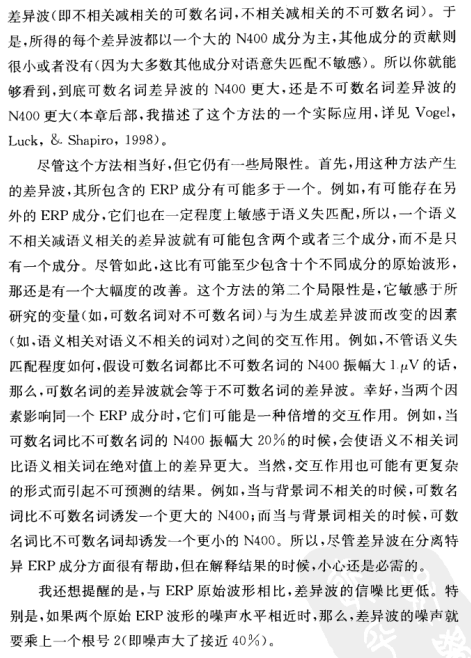 差异波(即不相关减相关的可数名词,不相关减相关的不可数名词)。于
是,所得的每个差异波都以一个大的 N400 成分为主,其他成分的贡献则
很小或者没有(因为大多数其他成分对语意失匹配不敏感)。所以你就能
够看到,到底可数名词差异波的 N400 更大,还是不可数名词差异波的
N400 更大(本章后部,我描述了这个方法的一个实际应用,详见 Vogel,
Luck, & Shapiro, 1998)。
尽管这个方法相当好,但它仍有一些局限性。首先,用这种方法产生
的差异波,其所包含的 ERP 成分有可能多于一个。例如,有可能存在另
外的 ERP 成分,它们也在一定程度上敏感于语义失匹配,所以,一个语义
不相关减语义相关的差异波就有可能包含两个或者三个成分,而不是只
有一个成分。尽管如此,这比有可能至少包含十个不同成分的原始波形,
那还是有一个大幅度的改善。这个方法的第二个局限性是,它敏感于所
研究的变量(如,可数名词对不可数名词)与为生成差异波而改变的因素
(如,语义相关对语义不相关的词对)之间的交互作用。例如,不管语义失
匹配程度如何,假设可数名词都比不可数名词的 N400 振幅大 1 μV 的话,
那么,可数名词的差异波就会等于不可数名词的差异波。幸好,当两个因
素影响同一个 ERP 成分时,它们可能是一种倍增的交互作用。例如,当
可数名词比不可数名词的 N400 振幅大 20%的时候,会使语义不相关词
比语义相关词在绝对值上的差异更大。当然,交互作用也可能有更复杂
的形式而引起不可预测的结果。例如,当与背景词不相关的时候,可数名
词比不可数名词诱发一个更大的 N400;而当与背景词相关的时候,可数
名词比不可数名词却诱发一个更小的 N400。所以,尽管差异波在分离特
异 ERP 成分方面很有帮助,但在解释结果的时候,小心还是必需的。
我还想提醒的是,与 ERP 原始波形相比,差异波的信噪比更低。特
别是,如果两个原始 ERP 波形的噪声水平相近时,那么,差异波的噪声就
要乘上一个根号 2(即噪声大了接近 40%)。